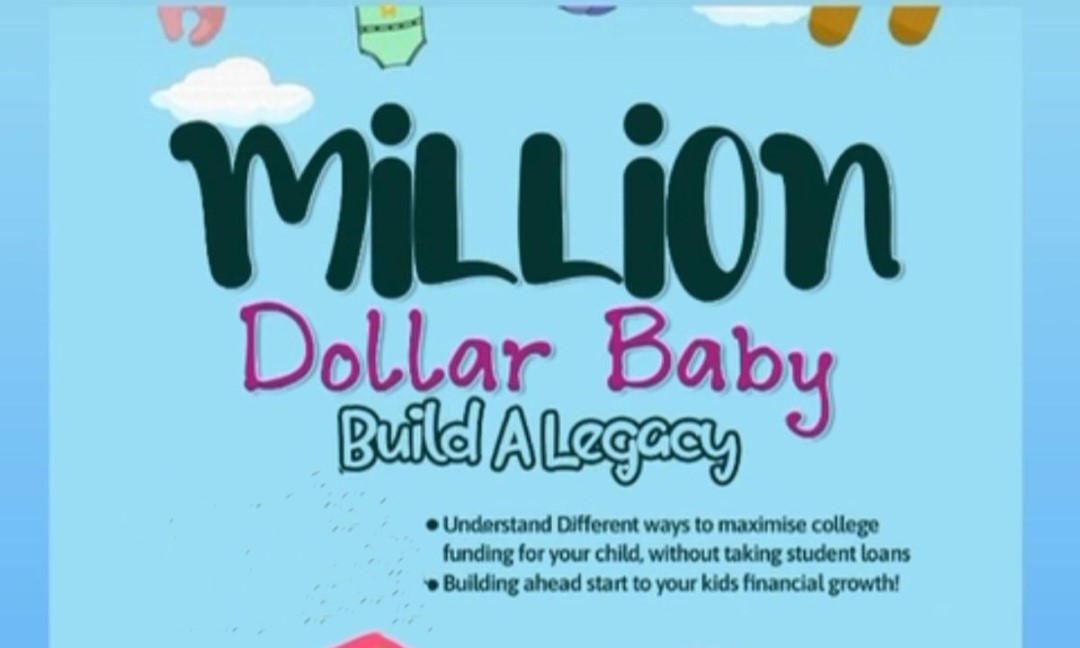 MiLLiON
Dollar Baby
Build A Legacy
• Understand Different ways to maximise college
funding for your child, without taking student loans
• Building ahead start to your kids financial growth!